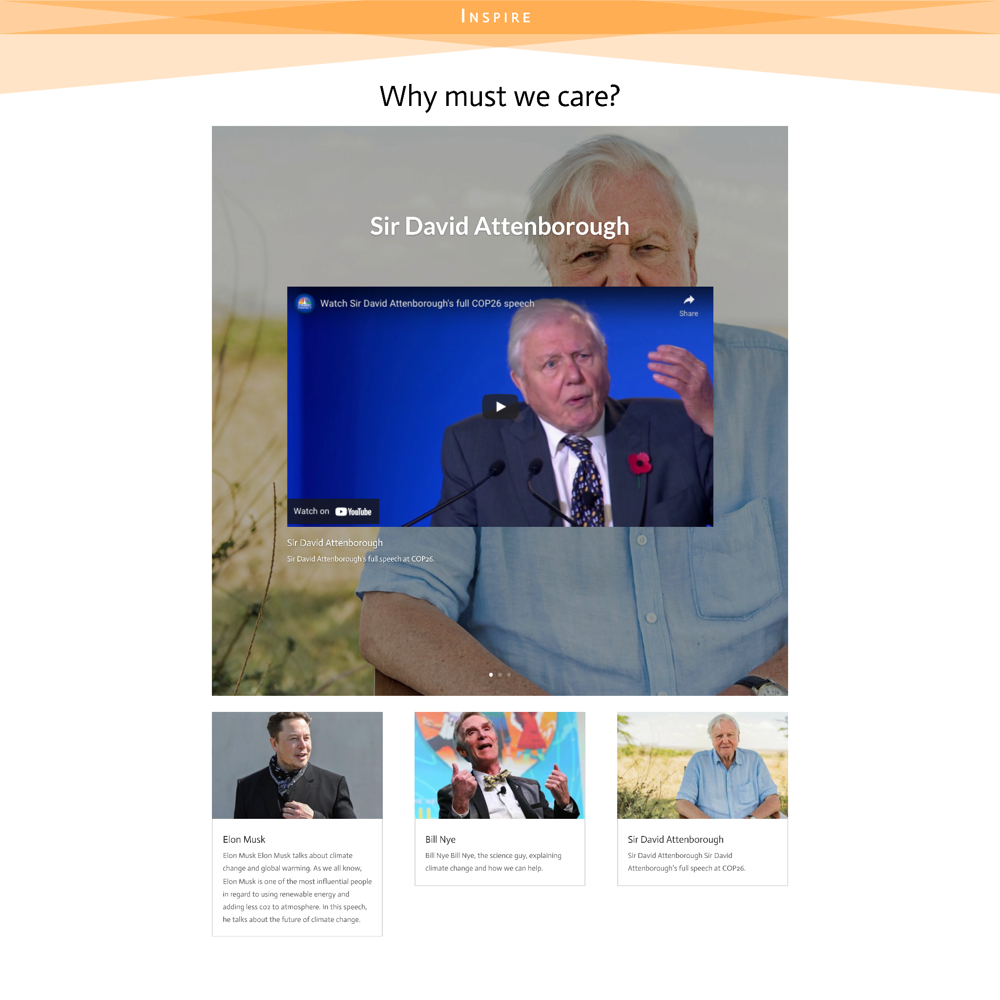 INSPIRE
Why must we care?
Sir David Attenborough
Watch Sir David Attenborough's full COP26 speech
Share
Watch on YouTube
Sir David Attenborough
Sir David Attenborough's full speech at COP26.
Elon Musk
Elon Musk Elon Musk talks about climate
change and global warming. As we all know,
Elon Musk is one of the most influential people
in regard to using renewable energy and
adding less co2 to atmosphere. In this speech,
he talks about the future of climate change.
Bill Nye
Bill Nye Bill Nye, the science guy, explaining
climate change and how we can help.
Sir David Attenborough
Sir David Attenborough Sir David
Attenborough's full speech at COP26.